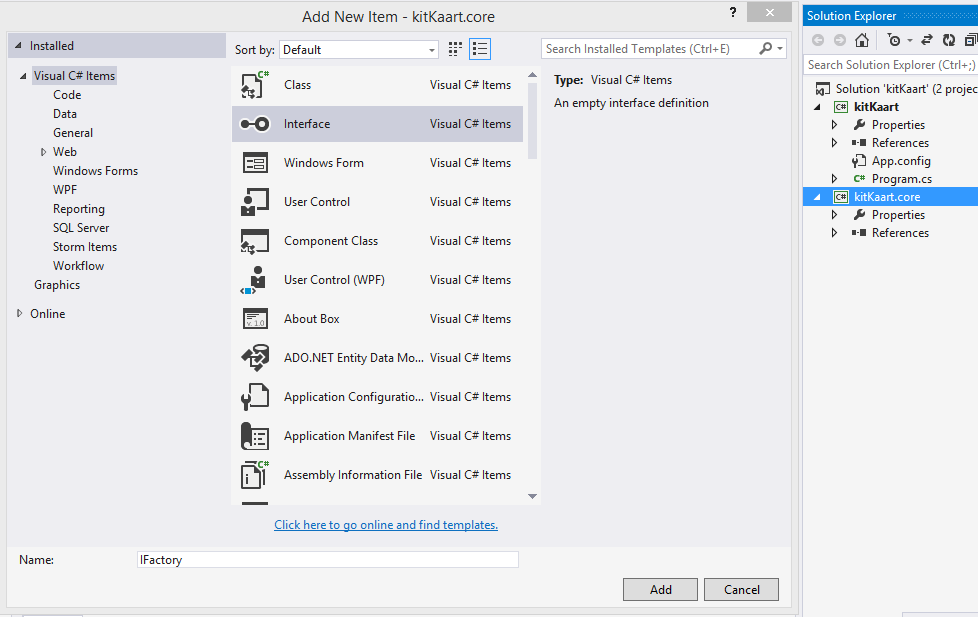 Add New Item - kitKaart.core
?
Installed
Visual C# Items
Code
Data
General
Web
Windows Forms
WPF
Reporting
SQL Server
Storm Items
Workflow
Graphics
Online
Sort by: Default
Search Installed Templates (Ctrl+E)
Class Visual C# Items
Interface Visual C# Items
Windows Form Visual C# Items
User Control Visual C# Items
Component Class Visual C# Items
User Control (WPF) Visual C# Items
About Box Visual C# Items
ADO.NET Entity Data Mo... Visual C# Items
Application Configuratio... Visual C# Items
Application Manifest File Visual C# Items
Assembly Information File Visual C# Items
Click here to go online and find templates.
Type: Visual C# Items
An empty interface definition
Name: IFactory
Add Cancel
Solution Explorer
Search Solution Explorer (Ctrl+;)
Solution 'kitKaart' (2 projec
C# kitKaart
Properties
References
App.config
C# Program.cs
C# kitKaart.core
Properties
References